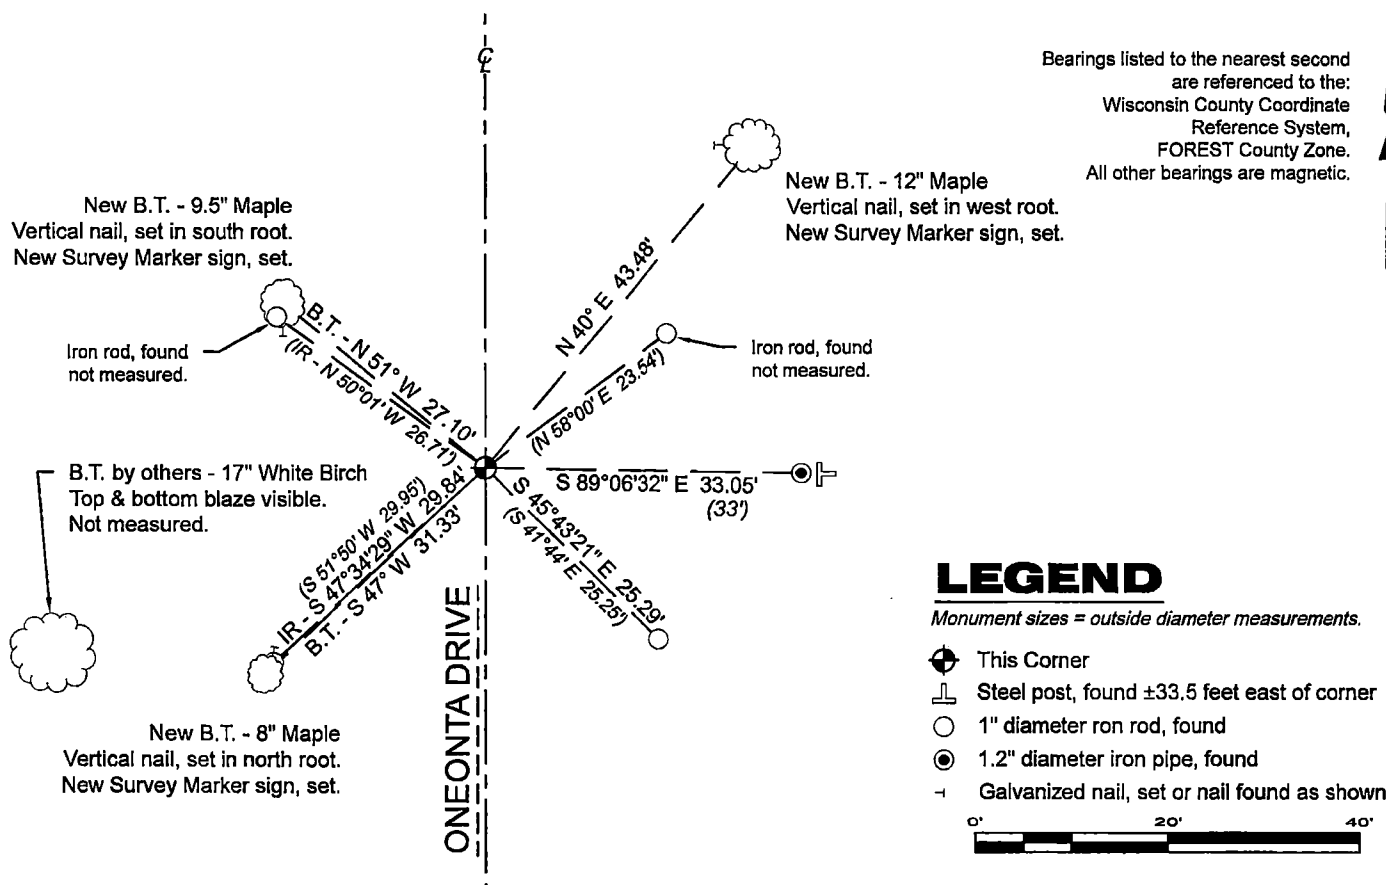 ℄
Bearings listed to the nearest second
are referenced to the:
Wisconsin County Coordinate
Reference System,
FOREST County Zone.
All other bearings are magnetic.
New B.T. - 9.5" Maple
Vertical nail, set in south root.
New Survey Marker sign, set.
New B.T. - 12" Maple
Vertical nail, set in west root.
New Survey Marker sign, set.
Iron rod, found
not measured.
B.T. - N 51° W 27.10'
(IR - N 50°01' W 26.71')
N 40° E 43.48'
(N 58°00' E 23.54')
Iron rod, found
not measured.
B.T. by others - 17" White Birch
Top & bottom blaze visible.
Not measured.
S 89°06'32" E 33.05'
(33')
(S 51°50' W 29.95')
IR - S 47°34'29" W 29.84'
B.T. - S 47° W 31.33'
S 45°43'21" E 25.29'
(S 41°44' E 25.25')
ONEONTA DRIVE
New B.T. - 8" Maple
Vertical nail, set in north root.
New Survey Marker sign, set.
LEGEND
Monument sizes = outside diameter measurements.
This Corner
Steel post, found ±33.5 feet east of corner
1" diameter ron rod, found
1.2" diameter iron pipe, found
Galvanized nail, set or nail found as shown
0' 20' 40'